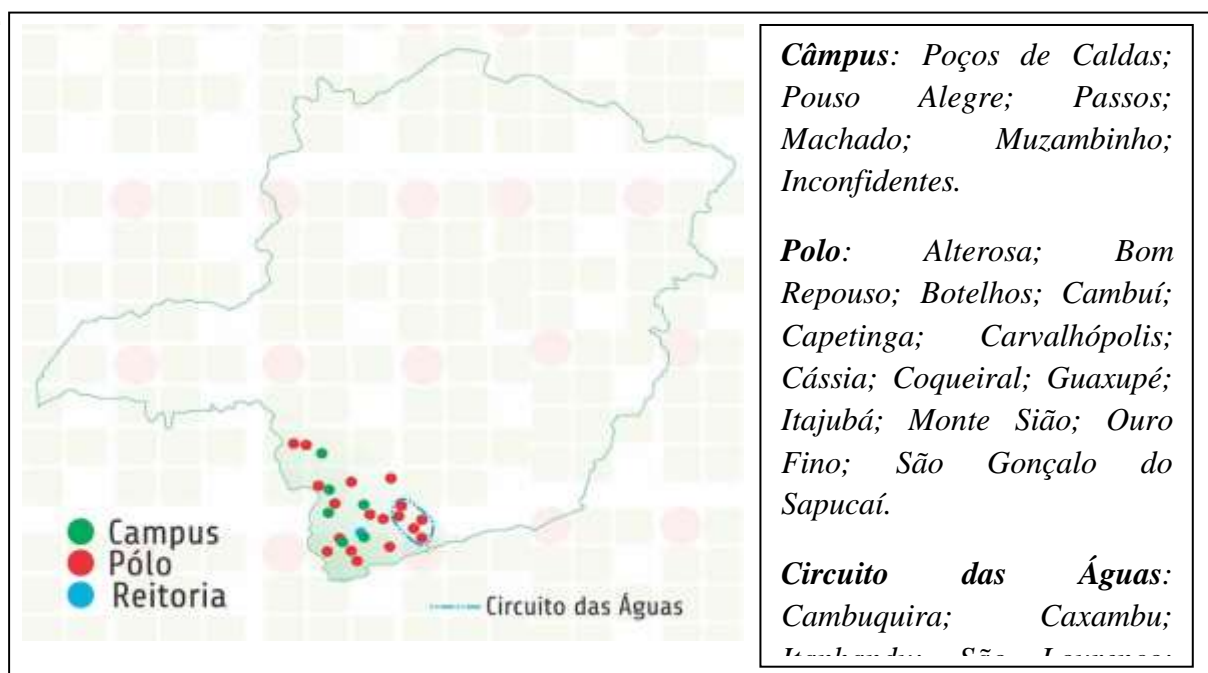 Campus
Pólo
Reitoria
Circuito das Águas
Câmpus: Poços de Caldas;
Pouso Alegre; Passos;
Machado; Muzambinho;
Inconfidentes.
Polo: Alterosa; Bom
Repouso; Botelhos; Cambuí;
Capetinga; Carvalhópolis;
Cássia; Coqueiral; Guaxupé;
Itajubá; Monte Sião; Ouro
Fino; São Gonçalo do
Sapucaí.
Circuito das Águas:
Cambuquira; Caxambu;